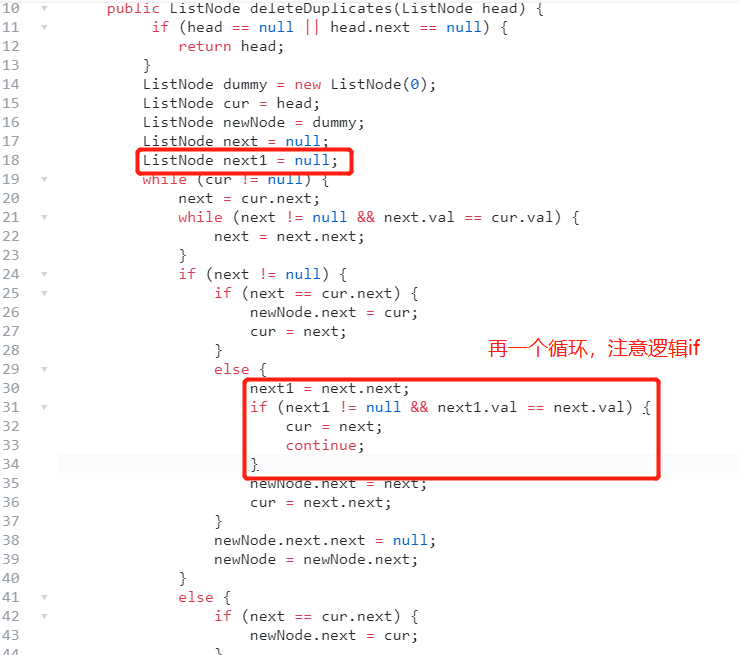 10 public ListNode deleteDuplicates(ListNode head) {
11 if (head == null || head.next == null) {
12 return head;
13 }
14 ListNode dummy = new ListNode(0);
15 ListNode cur = head;
16 ListNode newNode = dummy;
17 ListNode next = null;
18 ListNode next1 = null;
19 while (cur != null) {
20 next = cur.next;
21 while (next != null && next.val == cur.val) {
22 next = next.next;
23 }
24 if (next != null) {
25 if (next == cur.next) {
26 newNode.next = cur;
27 cur = next;
28 }
再一个循环，注意逻辑if
29 else {
30 next1 = next.next;
31 if (next1 != null && next1.val == next.val) {
32 cur = next;
33 continue;
34 }
35 newNode.next = next;
36 cur = next.next;
37 }
38 newNode.next.next = null;
39 newNode = newNode.next;
40 }
41 else {
42 if (next == cur.next) {
43 newNode.next = cur;
44 }